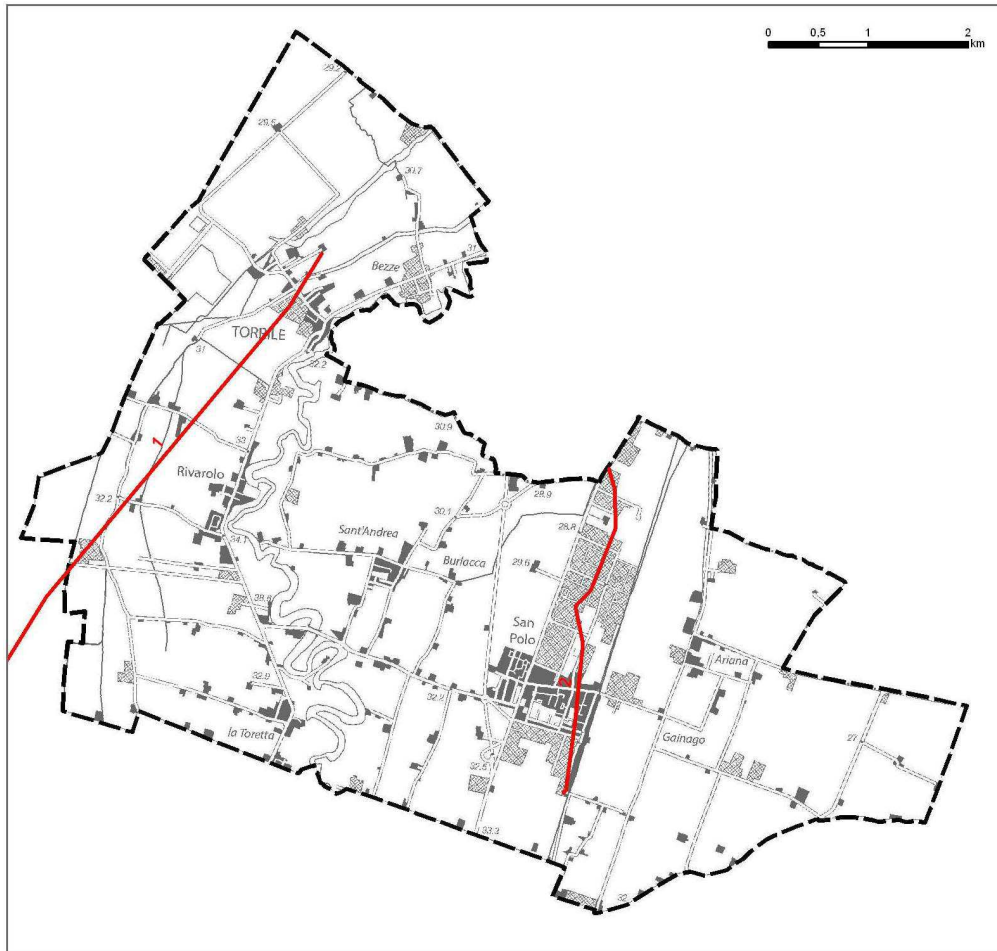 0 0,5 1 2
km
29.5
30.7
31
Bezze
TORRILE
31
32.2
30.9
1
33
Rivarolo
32.2
28.9
30.1
28.8
34.1
Sant'Andrea
Burlacca
29.6
San
Polo
Ariana
32.9
2
32.2
la Toretta
Gainago
27
32.5
33.3
32